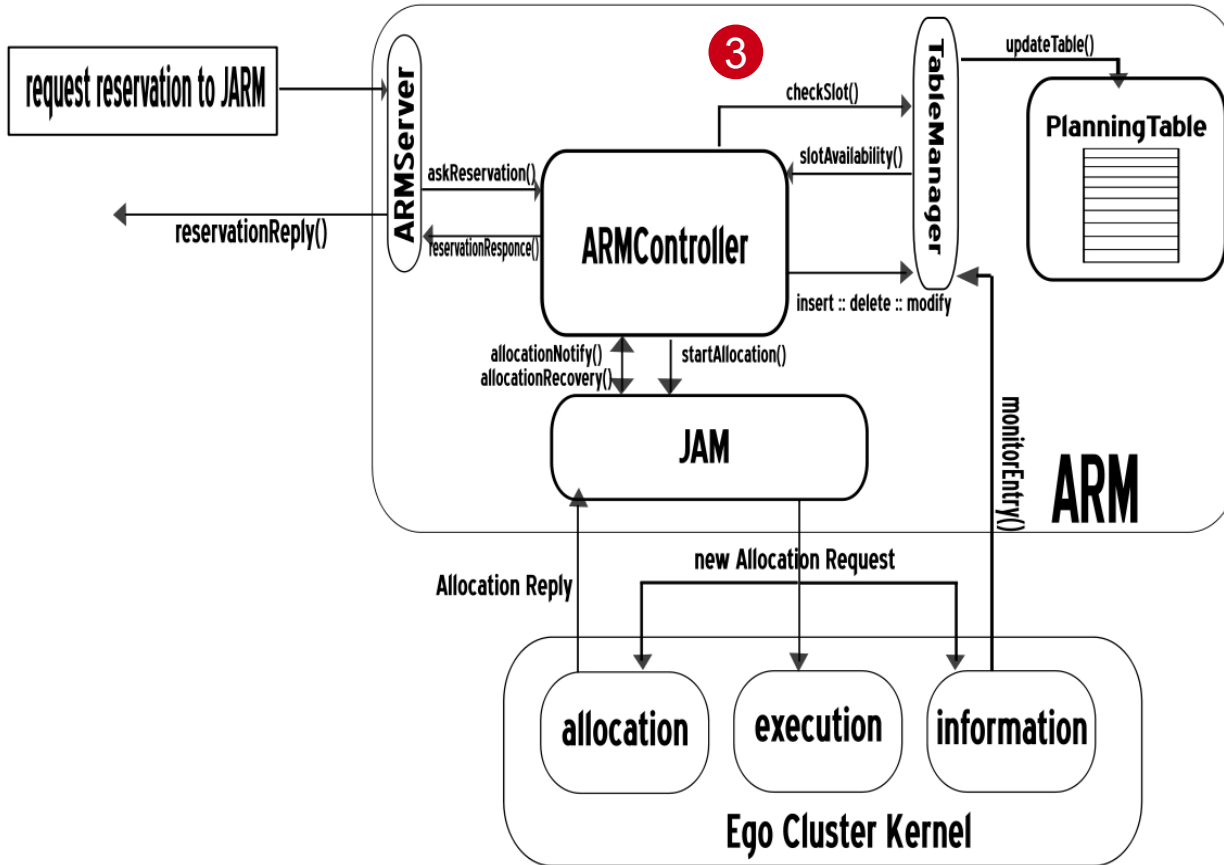 3
request reservation to JARM
ARMServer
TableManager
updateTable()
checkSlot()
PlanningTable
slotAvailability()
askReservation()
reservationReply()
reservationResponce()
ARMController
insert :: delete :: modify
allocationNotify()
allocationRecovery()
startAllocation()
JAM
monitorEntry()
ARM
new Allocation Request
Allocation Reply
allocation
execution
information
Ego Cluster Kernel